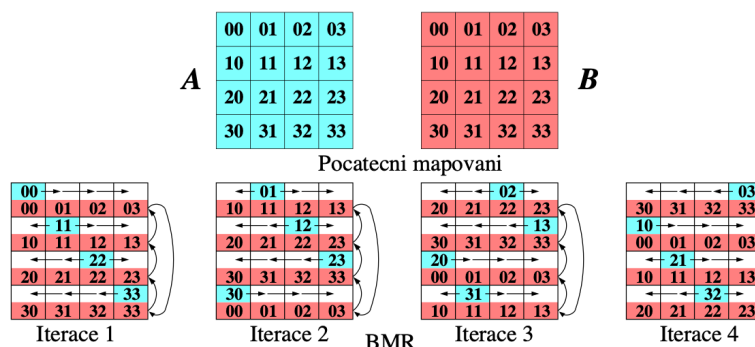 00 01 02 03 00 01 02 03
10 11 12 13 10 11 12 13
A B
20 21 22 23 20 21 22 23
30 31 32 33 30 31 32 33
Pocatecni mapovani
00 01 02 03
00 01 02 03 10 11 12 13 20 21 22 23 30 31 32 33
11 12 13 10
10 11 12 13 20 21 22 23 30 31 32 33 00 01 02 03
22 23 20 21
20 21 22 23 30 31 32 33 00 01 02 03 10 11 12 13
33 30 31 32
30 31 32 33 00 01 02 03 10 11 12 13 20 21 22 23
Iterace 1 Iterace 2 Iterace 3 Iterace 4
BMR